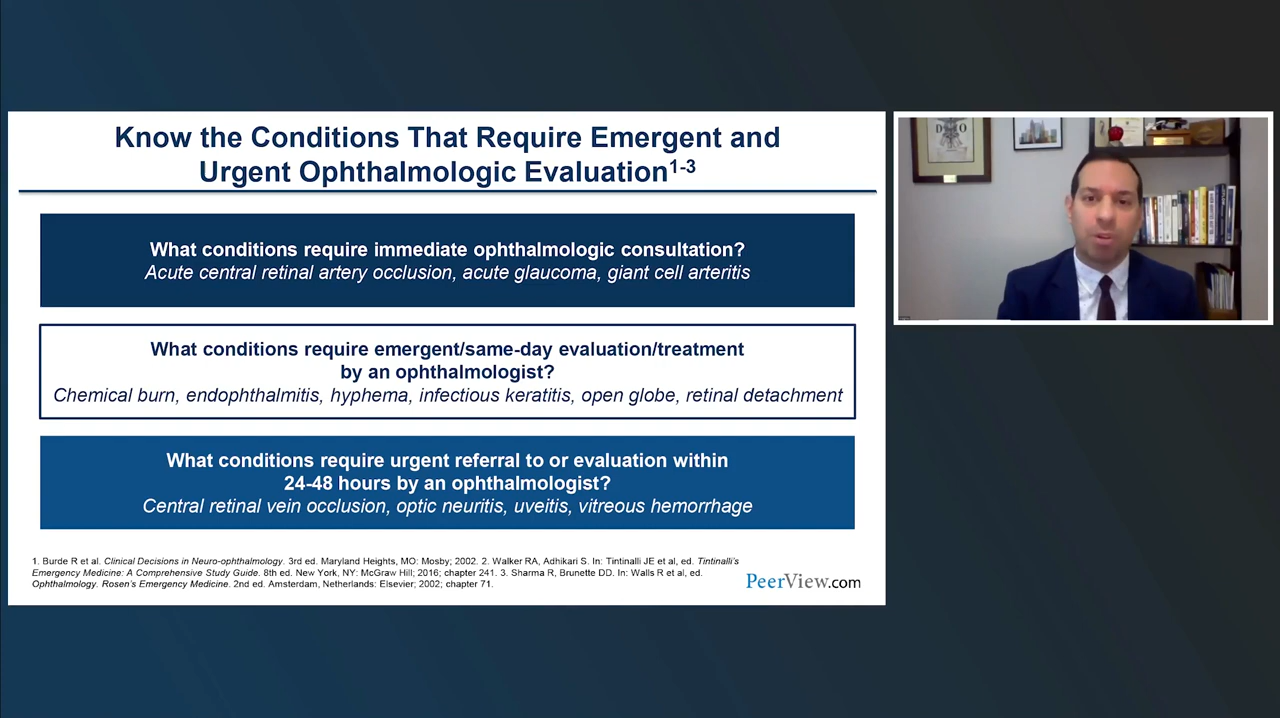 Know the Conditions That Require Emergent and
Urgent Ophthalmologic Evaluation1-3
What conditions require immediate ophthalmologic consultation?
Acute central retinal artery occlusion, acute glaucoma, giant cell arteritis
What conditions require emergent/same-day evaluation/treatment
by an ophthalmologist?
Chemical burn, endophthalmitis, hyphema, infectious keratitis, open globe, retinal detachment
What conditions require urgent referral to or evaluation within
24-48 hours by an ophthalmologist?
Central retinal vein occlusion, optic neuritis, uveitis, vitreous hemorrhage
1. Burde R et al. Clinical Decisions in Neuro-ophthalmology. 3rd ed. Maryland Heights, MO: Mosby; 2002. 2. Walker RA, Adhikari S. In: Tintinalli JE et al, ed. Tintinalli's
Emergency Medicine: A Comprehensive Study Guide. 8th ed. New York, NY: McGraw Hill; 2016; chapter 241. 3. Sharma R, Brunette DD. In: Walls R et al, ed.
Ophthalmology. Rosen's Emergency Medicine. 2nd ed. Amsterdam, Netherlands: Elsevier; 2002; chapter 71.
PeerView.com